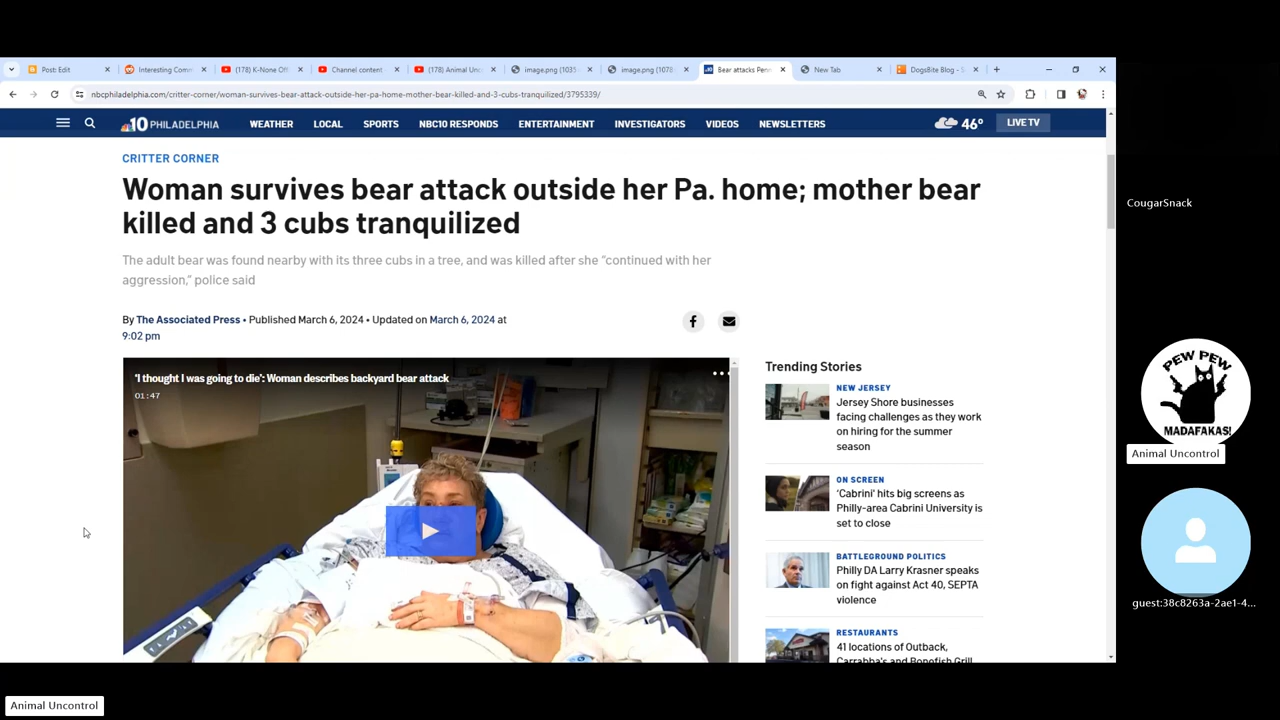 Post: Edit
Interesting Comm
(178) K-None Off
Channel content
(178) Animal Unc
image.png (1035
image.png (1078
Bear attacks Penn
New Tab
DogsBite Blog - S
nbcphiladelphia.com/critter-corner/woman-survives-bear-attack-outside-her-pa-home-mother-bear-killed-and-3-cubs-tranquilized/3795339/
10 PHILADELPHIA
WEATHER
LOCAL
SPORTS
NBC10 RESPONDS
ENTERTAINMENT
INVESTIGATORS
VIDEOS
NEWSLETTERS
46°
LIVE TV
CRITTER CORNER
Woman survives bear attack outside her Pa. home; mother bear
killed and 3 cubs tranquilized
The adult bear was found nearby with its three cubs in a tree, and was killed after she “continued with her
aggression,” police said
By The Associated Press • Published March 6, 2024 • Updated on March 6, 2024 at
9:02 pm
‘I thought I was going to die’: Woman describes backyard bear attack
01:47
Trending Stories
NEW JERSEY
Jersey Shore businesses
facing challenges as they work
on hiring for the summer
season
ON SCREEN
‘Cabrini’ hits big screens as
Philly-area Cabrini University is
set to close
BATTLEGROUND POLITICS
Philly DA Larry Krasner speaks
on fight against Act 40, SEPTA
violence
RESTAURANTS
41 locations of Outback,
Carrabba's and Bonefish Grill
CougarSnack
PEW PEW
MADAFAKAS!
Animal Uncontrol
guest:38c8263a-2ae1-4...
Animal Uncontrol